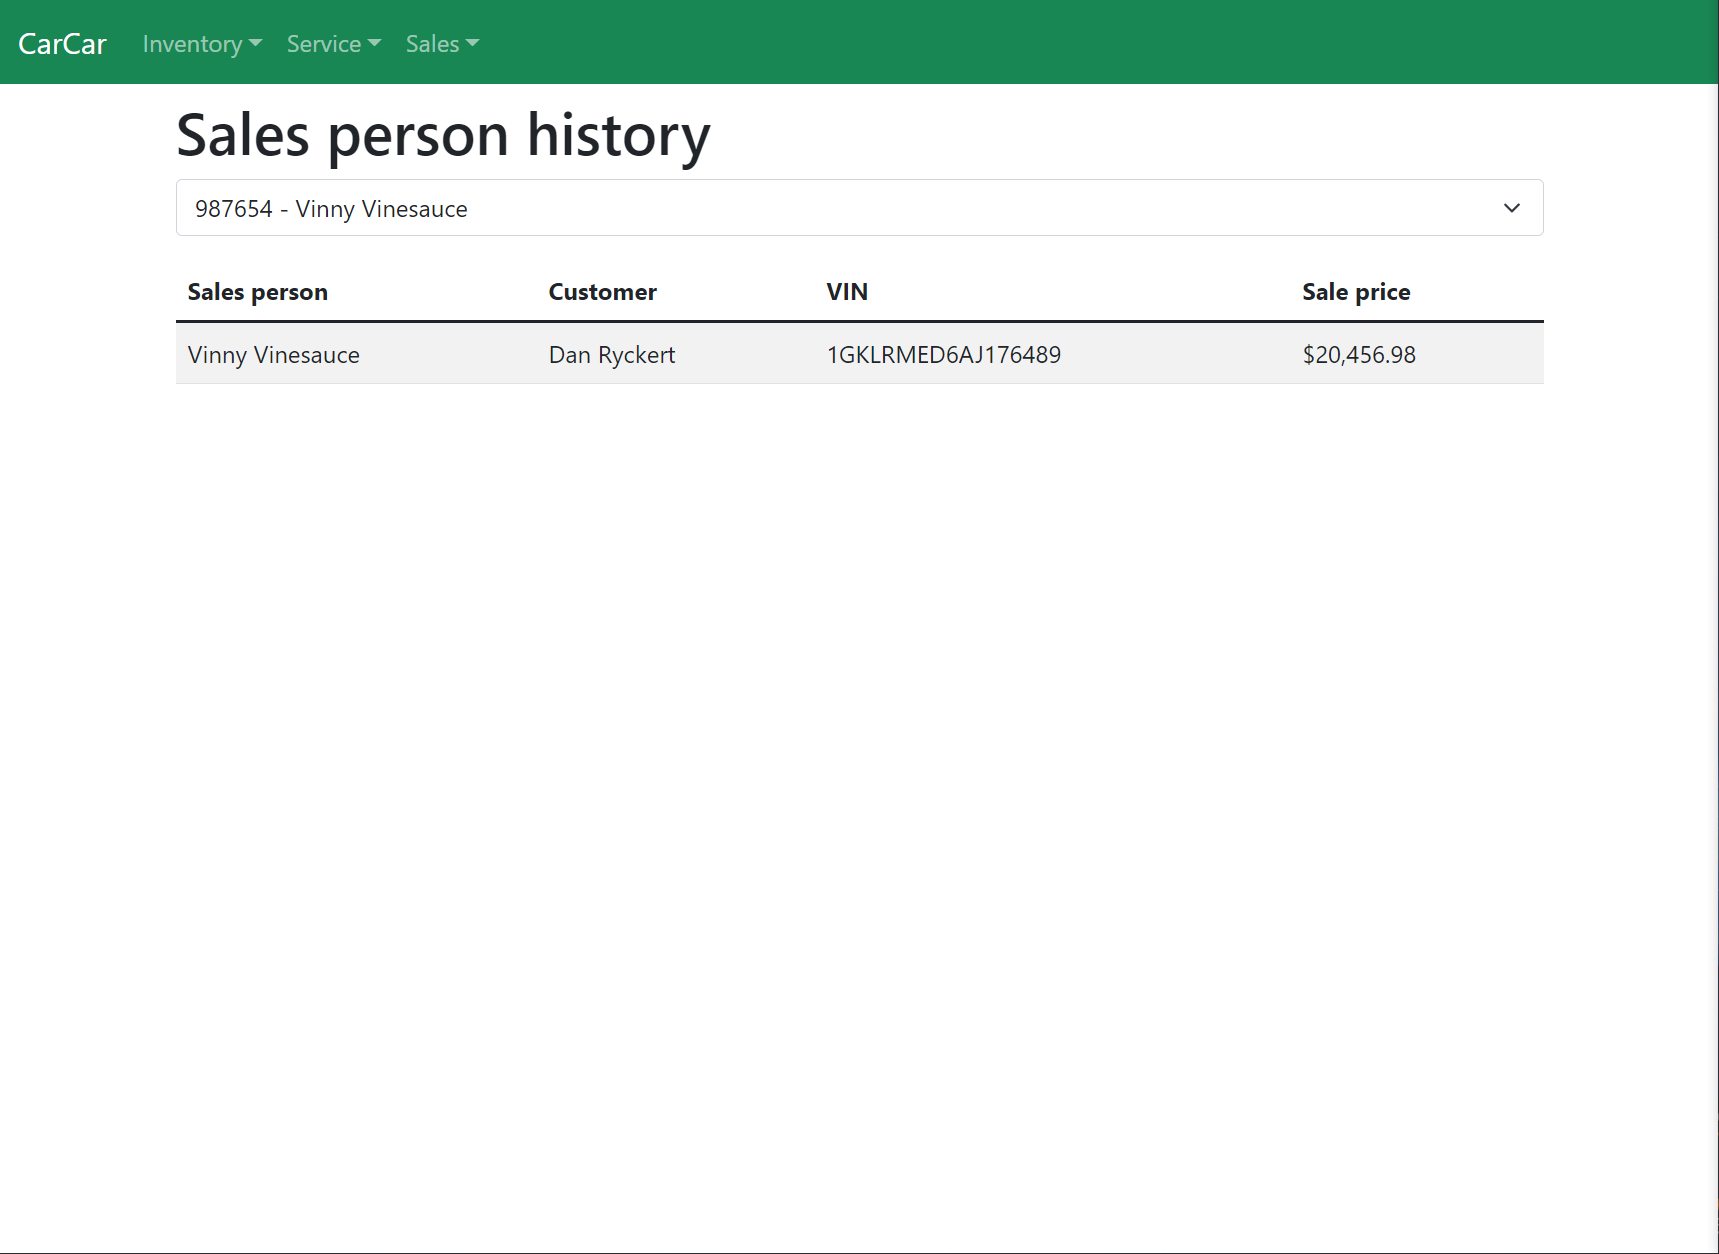 CarCar Inventory Service Sales
Sales person history
987654 - Vinny Vinesauce
Sales person Customer VIN Sale price
Vinny Vinesauce Dan Ryckert 1GKLRMED6AJ176489 $20,456.98